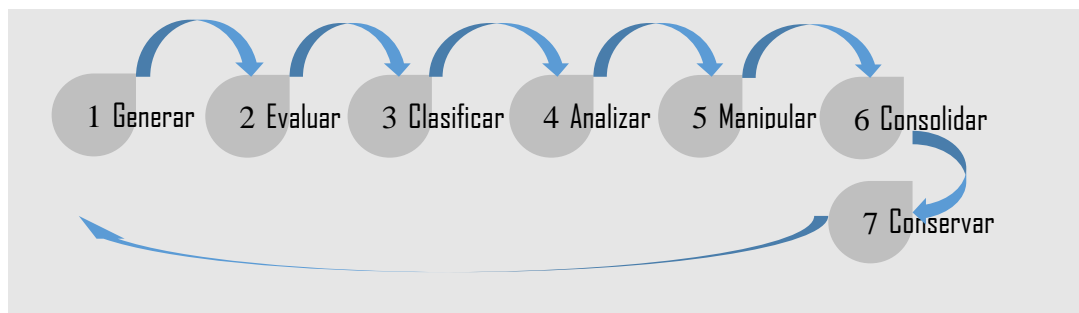 1 Generar
2 Evaluar
3 Clasificar
4 Analizar
5 Manipular
6 Consolidar
7 Conservar